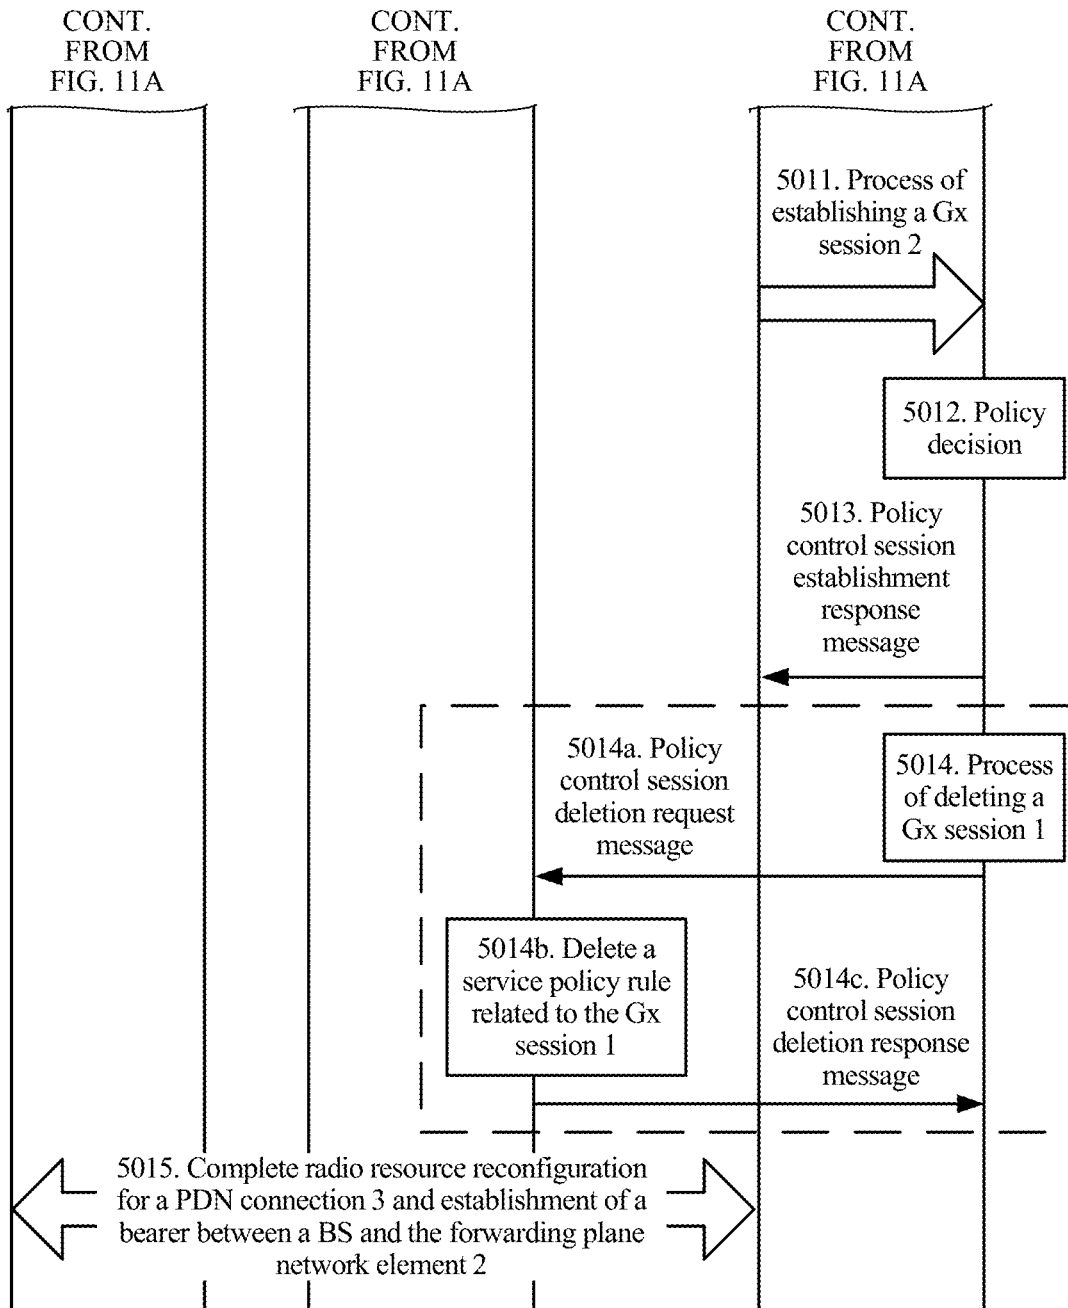 CONT.
FROM
FIG. 11A
CONT.
FROM
FIG. 11A
CONT.
FROM
FIG. 11A
5011. Process of
establishing a Gx
session 2
5012. Policy
decision
5013. Policy
control session
establishment
response
message
5014. Process
of deleting a
Gx session 1
5014a. Policy
control session
deletion request
message
5014b. Delete a
service policy rule
related to the Gx
session 1
5014c. Policy
control session
deletion response
message
5015. Complete radio resource reconfiguration
for a PDN connection 3 and establishment of a
bearer between a BS and the forwarding plane
network element 2